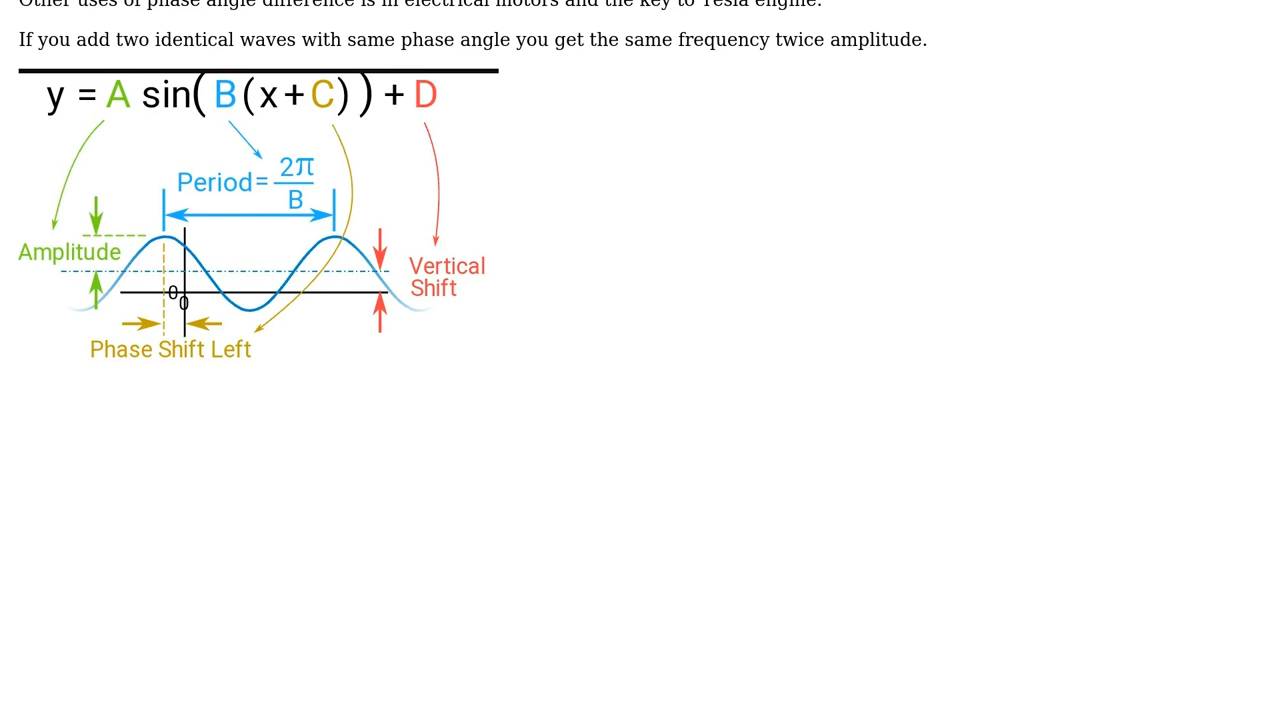 Other uses of phase angle difference is in electrical motors and the key to Tesla engine.
If you add two identical waves with same phase angle you get the same frequency twice amplitude.
y = A sin( B(x+C) ) + D
Period= 2π
B
Amplitude
Vertical
Shift
0
0
Phase Shift Left